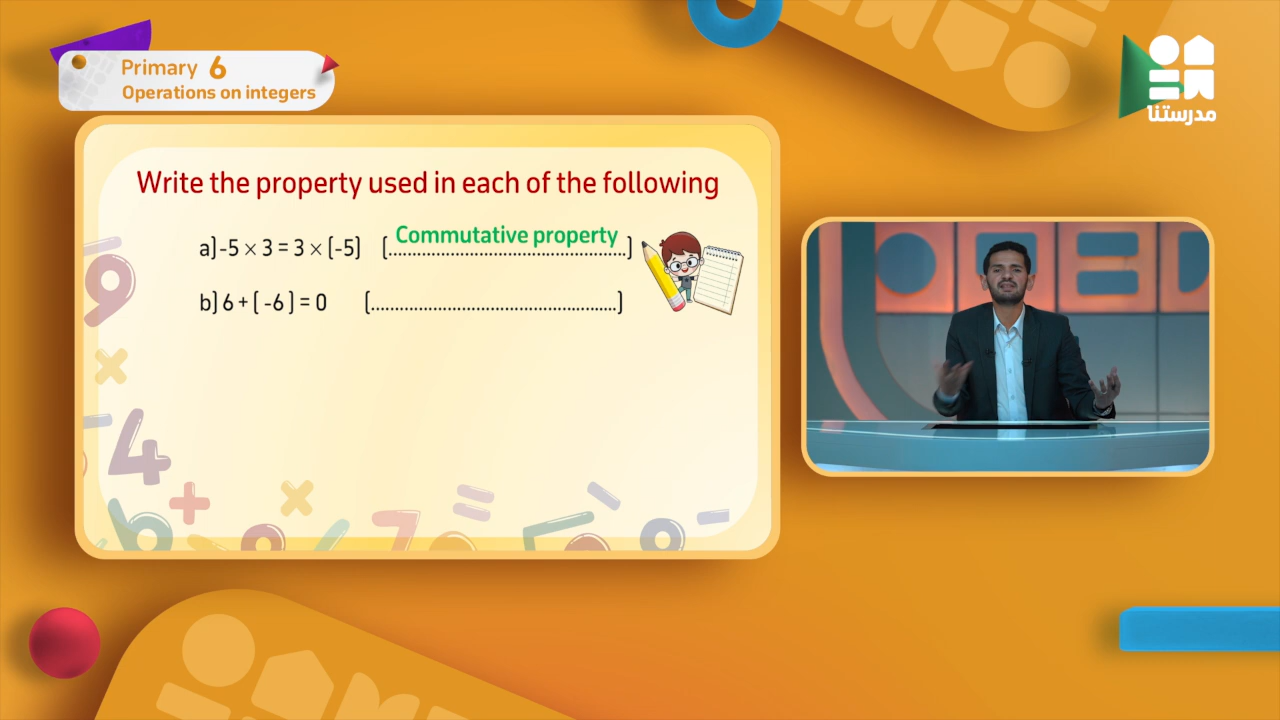 Primary 6
Operations on integers
مدرستنا
Write the property used in each of the following
a) -5 × 3 = 3 × (-5) (..................................................) Commutative property
b) 6 + ( -6 ) = 0 (....................................................)